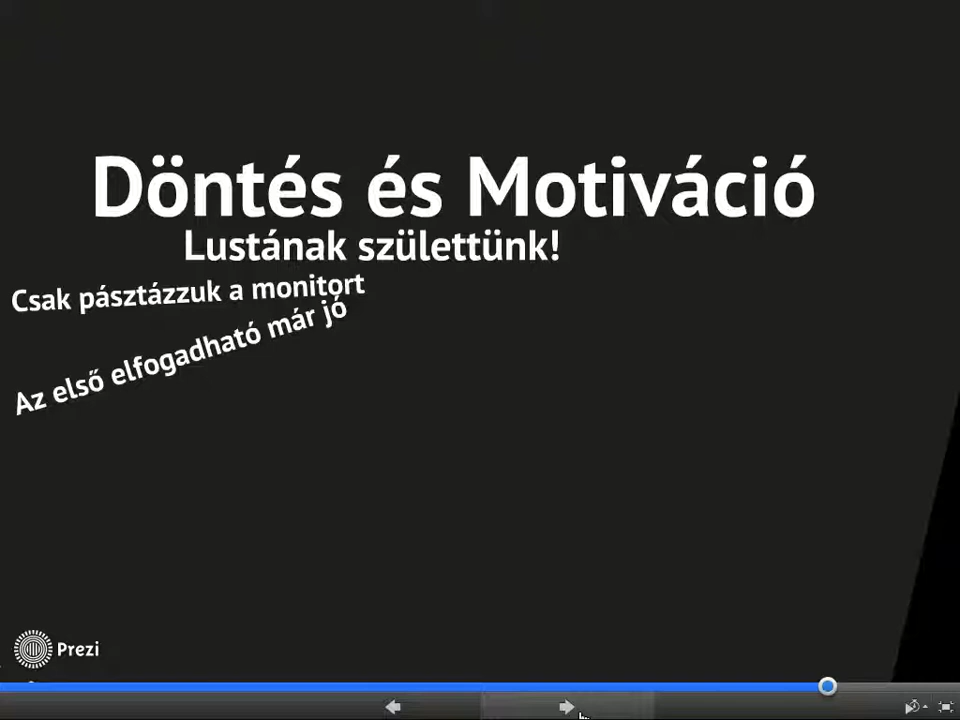 Döntés és Motiváció
Lustának születtünk!
Csak pásztázzuk a monitort
Az első elfogadható már jó
Prezi